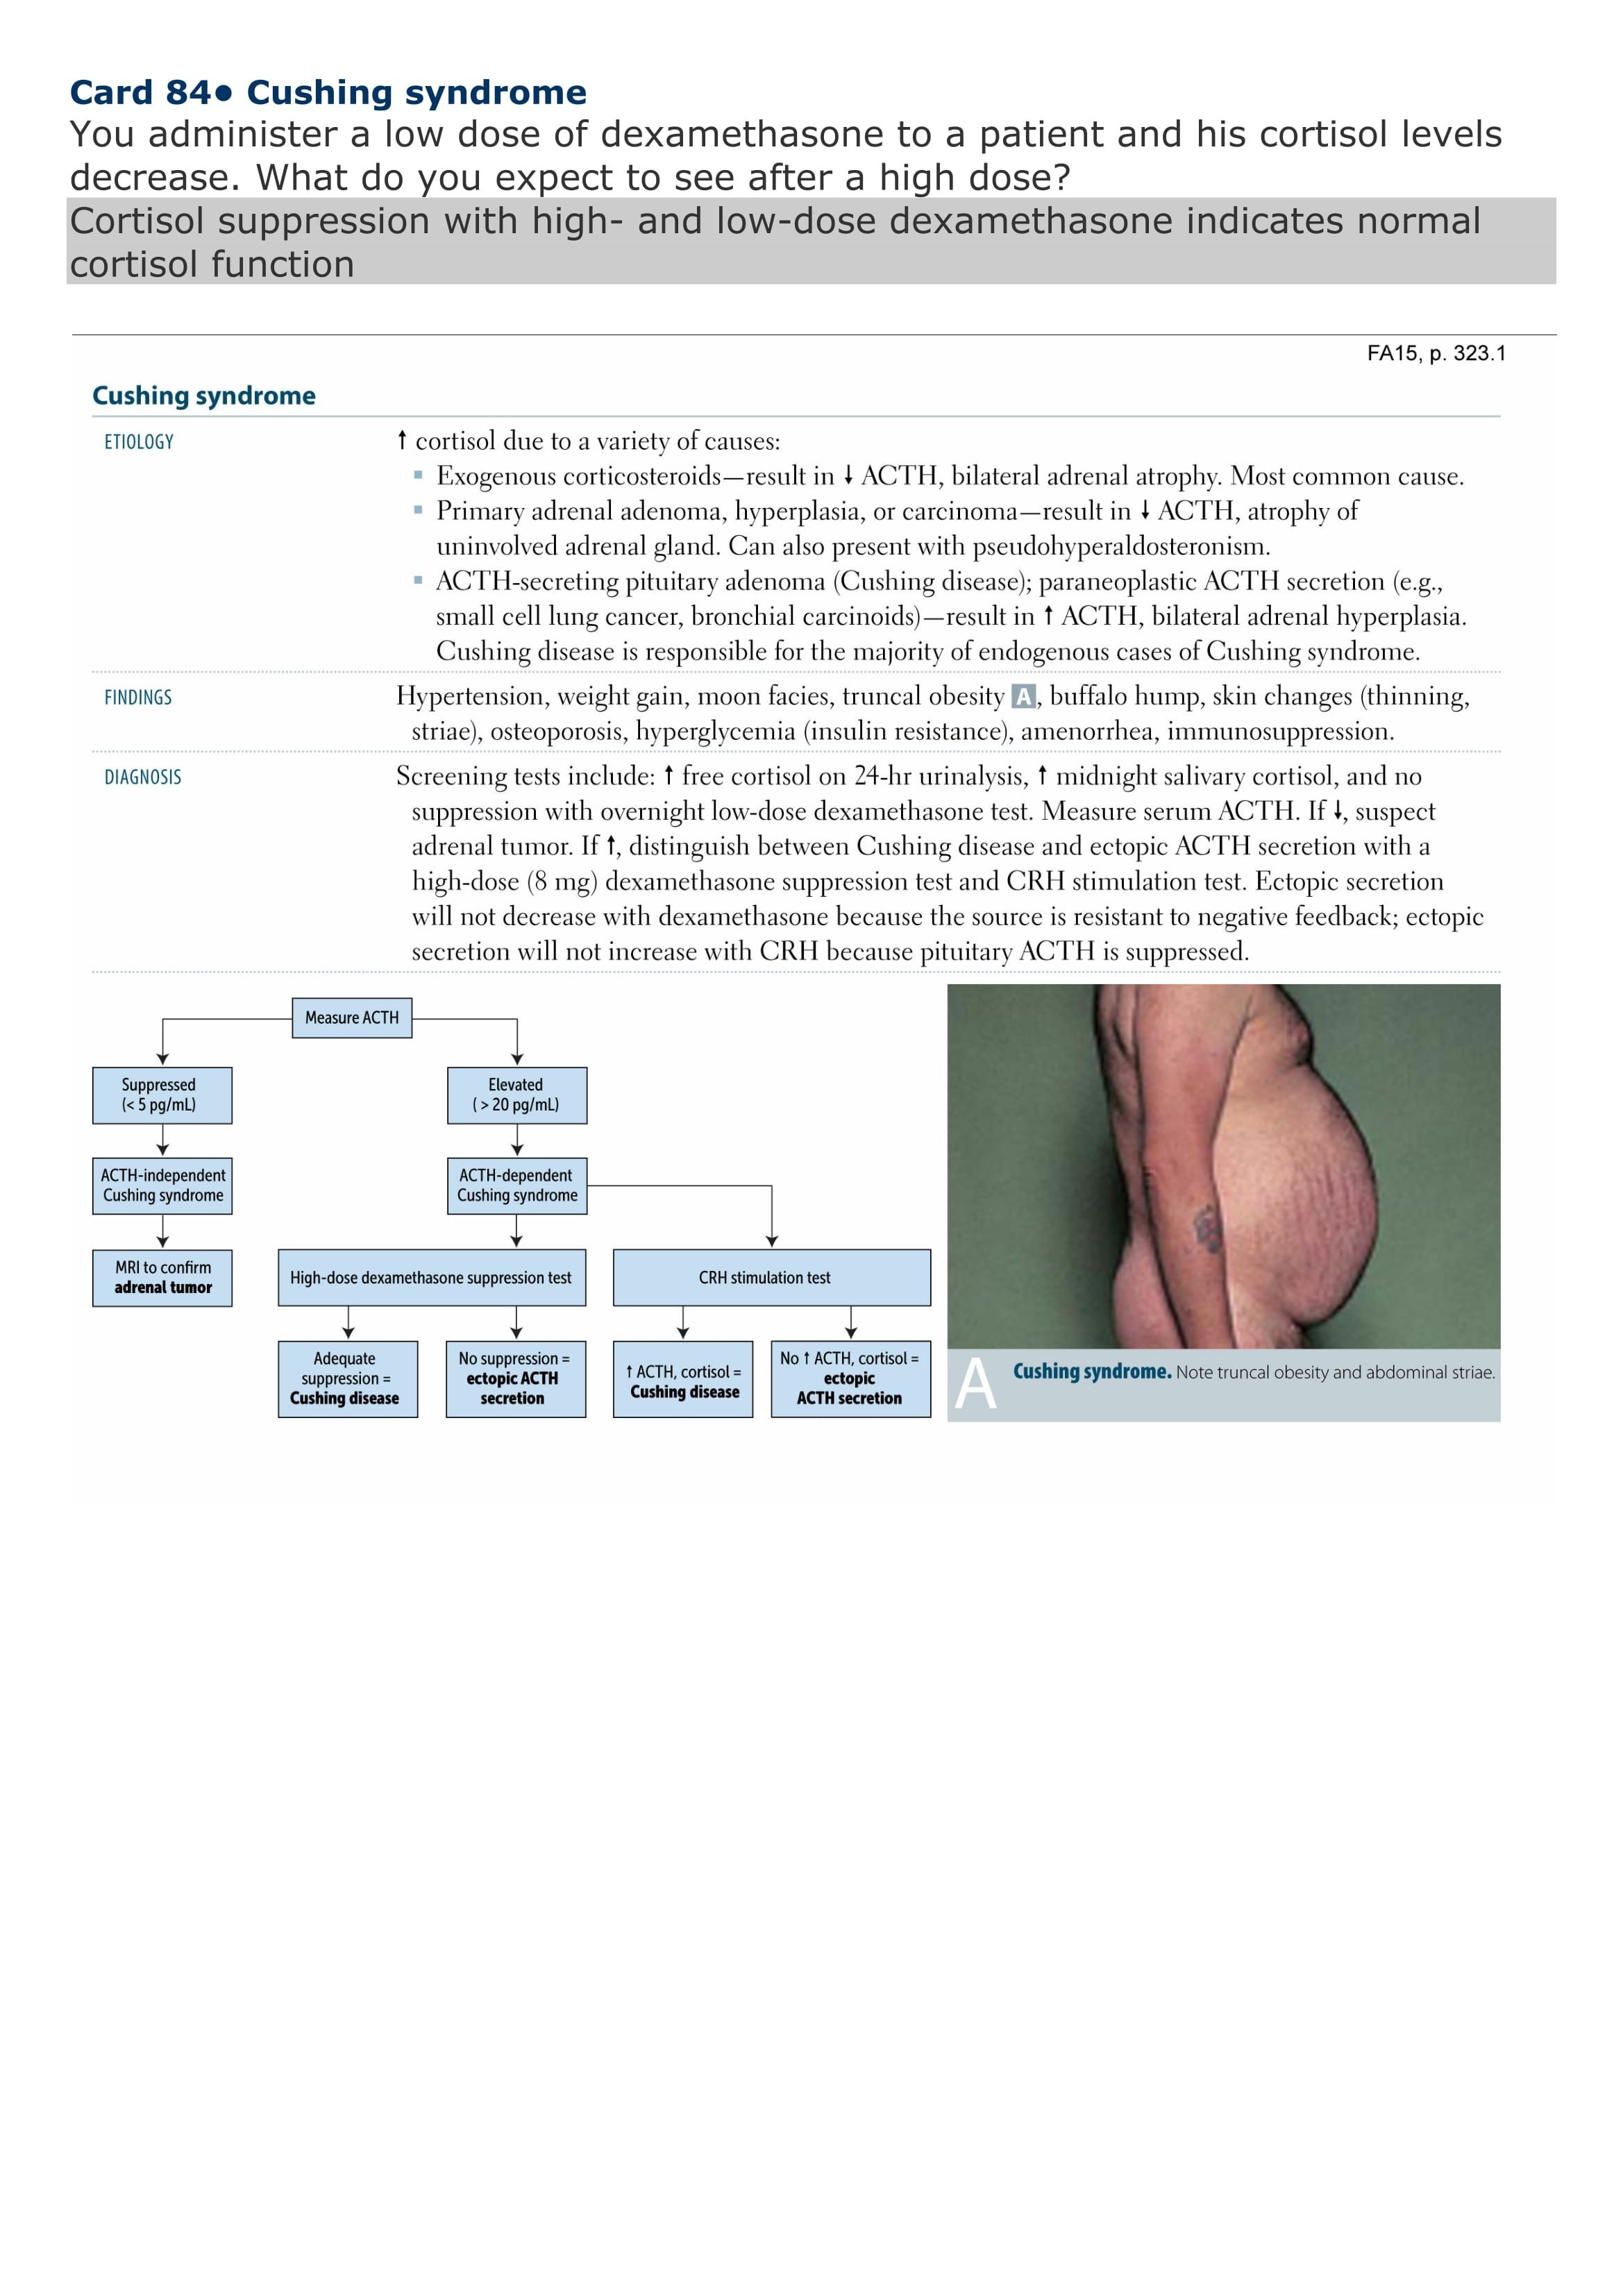 Card 84● Cushing syndrome
You administer a low dose of dexamethasone to a patient and his cortisol levels
decrease. What do you expect to see after a high dose?
Cortisol suppression with high- and low-dose dexamethasone indicates normal
cortisol function
FA15, p. 323.1
Cushing syndrome
ETIOLOGY
↑ cortisol due to a variety of causes:
▪ Exogenous corticosteroids—result in ↓ ACTH, bilateral adrenal atrophy. Most common cause.
▪ Primary adrenal adenoma, hyperplasia, or carcinoma—result in ↓ ACTH, atrophy of
uninvolved adrenal gland. Can also present with pseudohyperaldosteronism.
▪ ACTH-secreting pituitary adenoma (Cushing disease); paraneoplastic ACTH secretion (e.g.,
small cell lung cancer, bronchial carcinoids)—result in ↑ ACTH, bilateral adrenal hyperplasia.
Cushing disease is responsible for the majority of endogenous cases of Cushing syndrome.
FINDINGS
Hypertension, weight gain, moon facies, truncal obesity A, buffalo hump, skin changes (thinning,
striae), osteoporosis, hyperglycemia (insulin resistance), amenorrhea, immunosuppression.
DIAGNOSIS
Screening tests include: ↑ free cortisol on 24-hr urinalysis, ↑ midnight salivary cortisol, and no
suppression with overnight low-dose dexamethasone test. Measure serum ACTH. If ↓, suspect
adrenal tumor. If ↑, distinguish between Cushing disease and ectopic ACTH secretion with a
high-dose (8 mg) dexamethasone suppression test and CRH stimulation test. Ectopic secretion
will not decrease with dexamethasone because the source is resistant to negative feedback; ectopic
secretion will not increase with CRH because pituitary ACTH is suppressed.
Measure ACTH
Suppressed
(< 5 pg/mL)
Elevated
( > 20 pg/mL)
ACTH-independent
Cushing syndrome
ACTH-dependent
Cushing syndrome
MRI to confirm
adrenal tumor
High-dose dexamethasone suppression test
CRH stimulation test
Adequate
suppression =
Cushing disease
No suppression =
ectopic ACTH
secretion
↑ ACTH, cortisol =
Cushing disease
No ↑ ACTH, cortisol =
ectopic
ACTH secretion
A
Cushing syndrome. Note truncal obesity and abdominal striae.